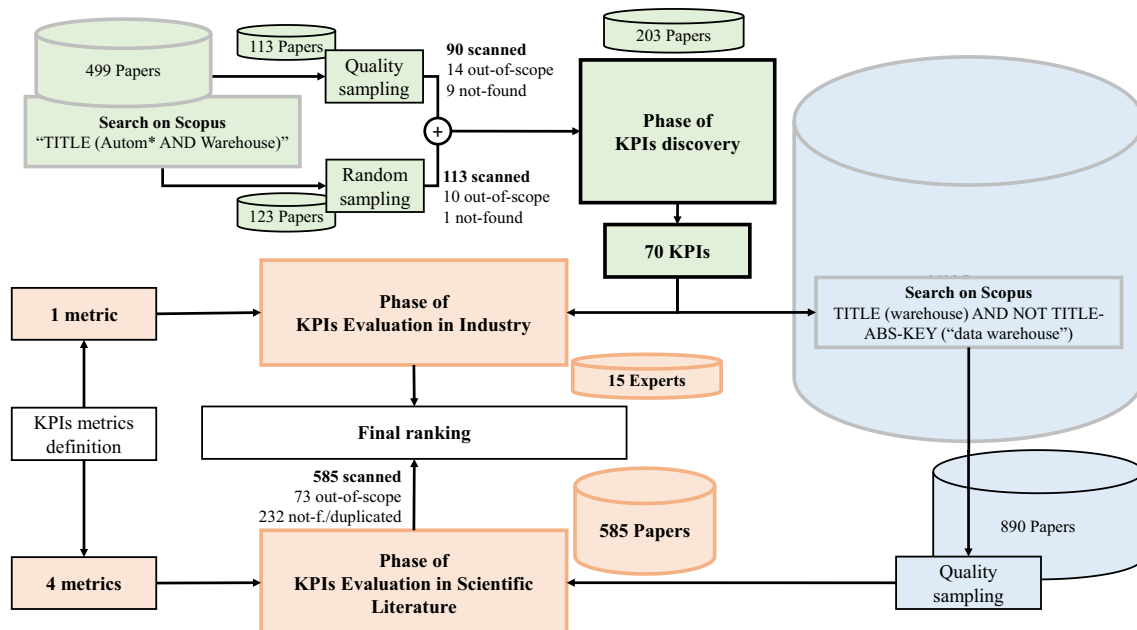 499 Papers
Search on Scopus
“TITLE (Autom* AND Warehouse)”
113 Papers
Quality
sampling
90 scanned
14 out-of-scope
9 not-found
+
Random
sampling
123 Papers
113 scanned
10 out-of-scope
1 not-found
203 Papers
Phase of
KPIs discovery
70 KPIs
Search on Scopus
TITLE (warehouse) AND NOT TITLE-
ABS-KEY (“data warehouse”)
1 metric
Phase of
KPIs Evaluation in Industry
15 Experts
KPIs metrics
definition
Final ranking
585 scanned
73 out-of-scope
232 not-f./duplicated
585 Papers
890 Papers
4 metrics
Phase of
KPIs Evaluation in Scientific
Literature
Quality
sampling